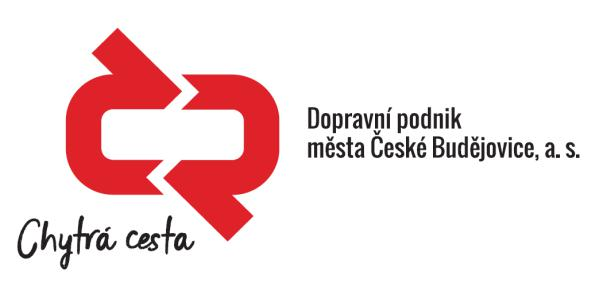 Dopravní podnik
města České Budějovice, a. s.
Chytrá cesta